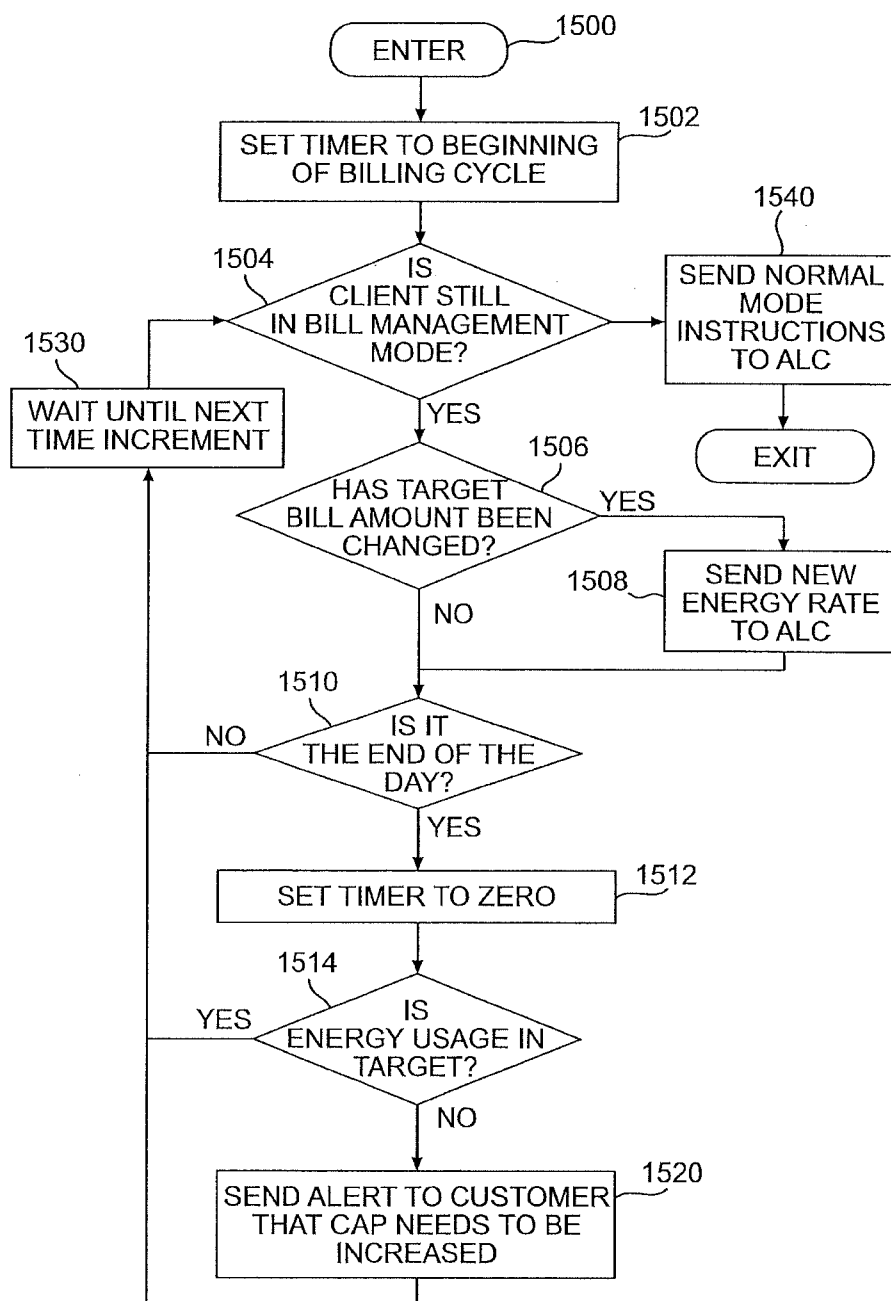 ENTER
1500
1502
SET TIMER TO BEGINNING
OF BILLING CYCLE
1504
IS
CLIENT STILL
IN BILL MANAGEMENT
MODE?
1540
SEND NORMAL
MODE
INSTRUCTIONS
TO ALC
EXIT
1530
WAIT UNTIL NEXT
TIME INCREMENT
YES
1506
HAS TARGET
BILL AMOUNT BEEN
CHANGED?
YES
1508
SEND NEW
ENERGY RATE
TO ALC
NO
1510
IS IT
THE END OF THE
DAY?
NO
YES
SET TIMER TO ZERO
1512
1514
IS
ENERGY USAGE IN
TARGET?
YES
NO
1520
SEND ALERT TO CUSTOMER
THAT CAP NEEDS TO BE
INCREASED